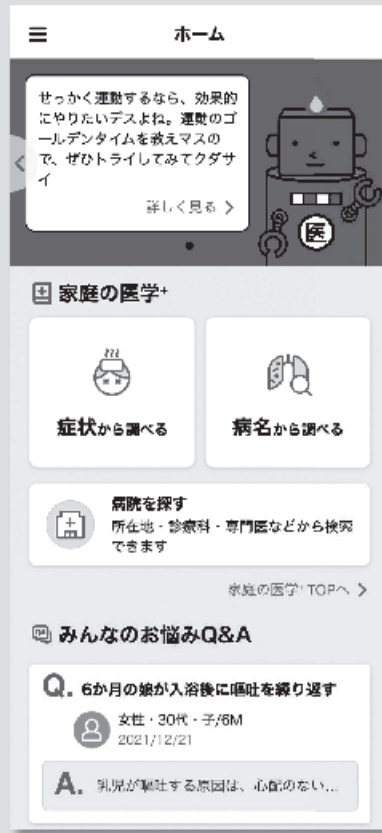 ホーム
せっかく運動するなら、効果的
にやりたいデスよね。運動のゴ
ールデンタイムを教えマスの
で、ぜひトライしてみてクダサ
イ
詳しく見る
医
家庭の医学+
症状から調べる
病名から調べる
病院を探す
所在地・診療科・専門医などから検索
できます
家庭の医学+ TOPへ
みんなのお悩みQ&A
Q. 6か月の娘が入浴後に嘔吐を繰り返す
女性・30代・子/6M
2021/12/21
A. 乳児が嘔吐する原因は、心配のない...